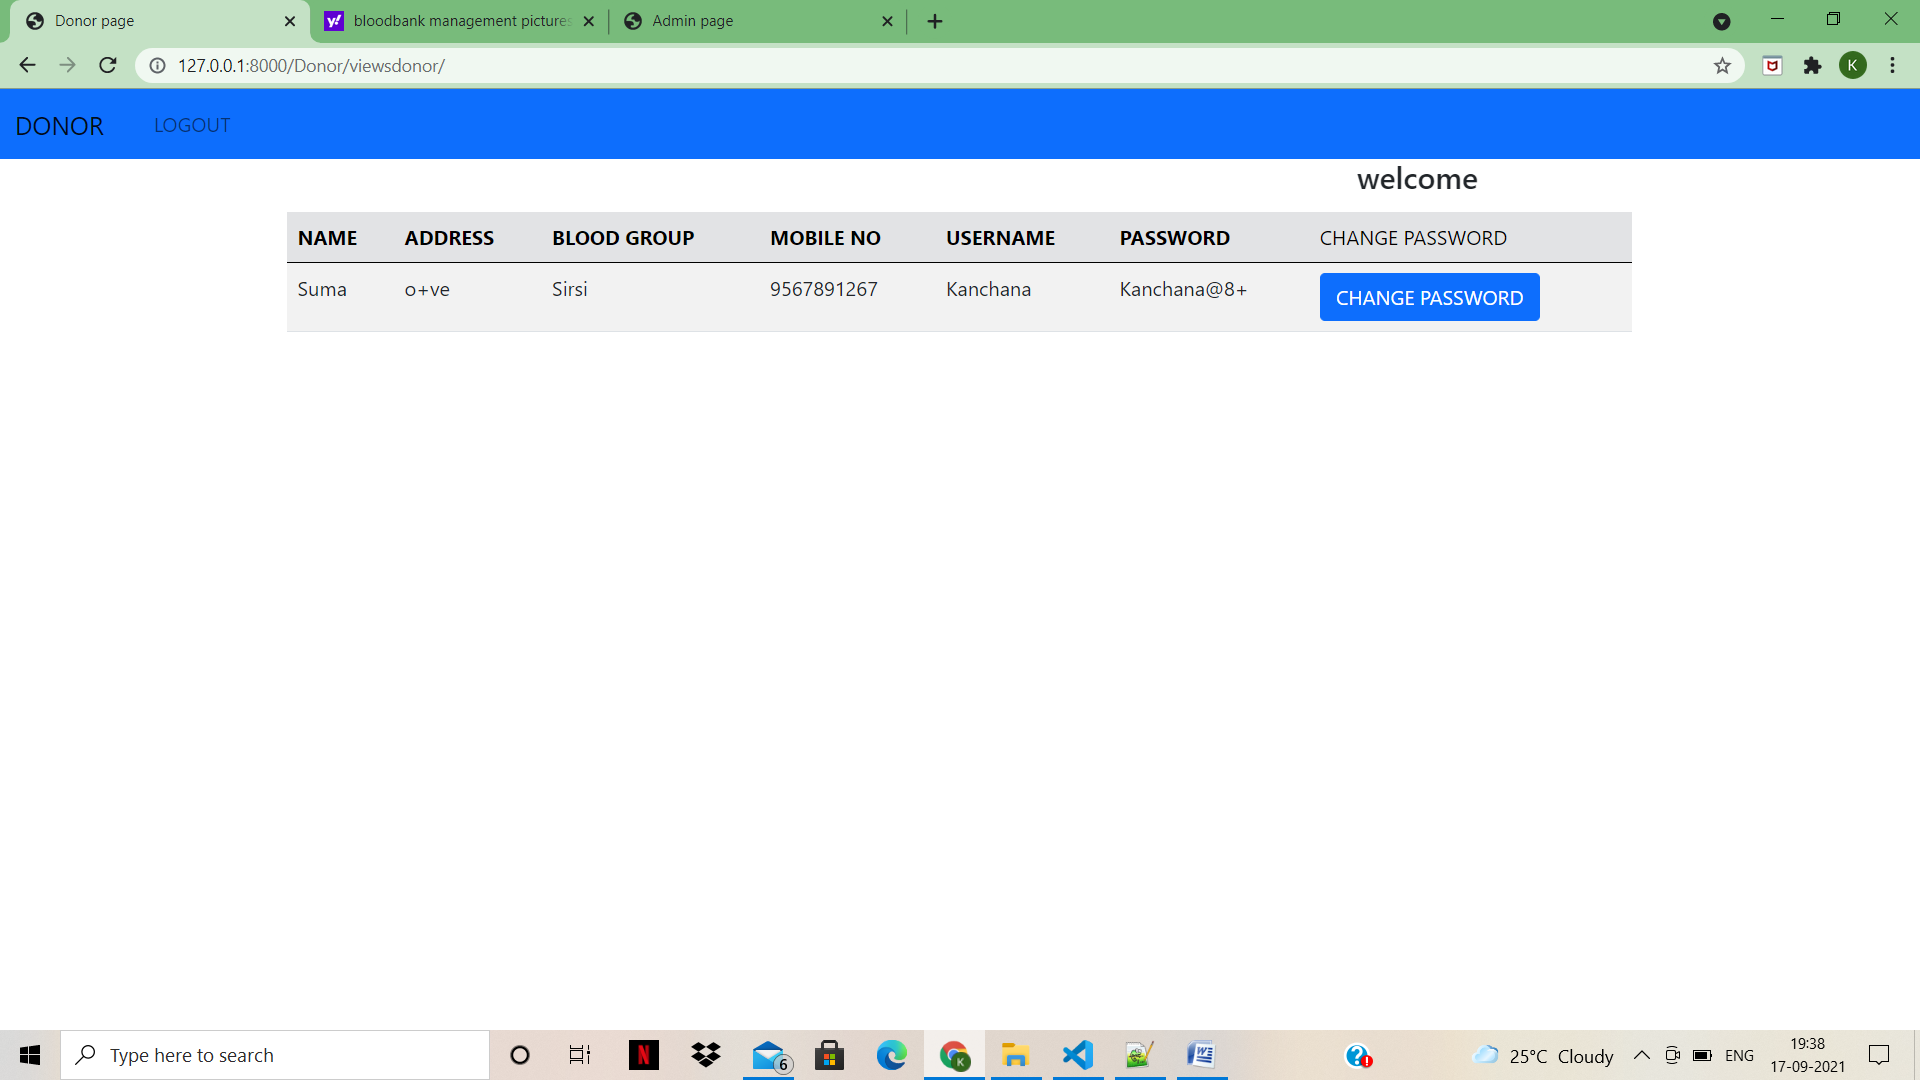 Donor page
bloodbank management pictures
Admin page
127.0.0.1:8000/Donor/viewsdonor/
K
DONOR LOGOUT
welcome
NAME ADDRESS BLOOD GROUP MOBILE NO USERNAME PASSWORD CHANGE PASSWORD
Suma o+ve Sirsi 9567891267 Kanchana Kanchana@8+ CHANGE PASSWORD
Type here to search
6
K
25°C Cloudy
ENG
19:38
17-09-2021